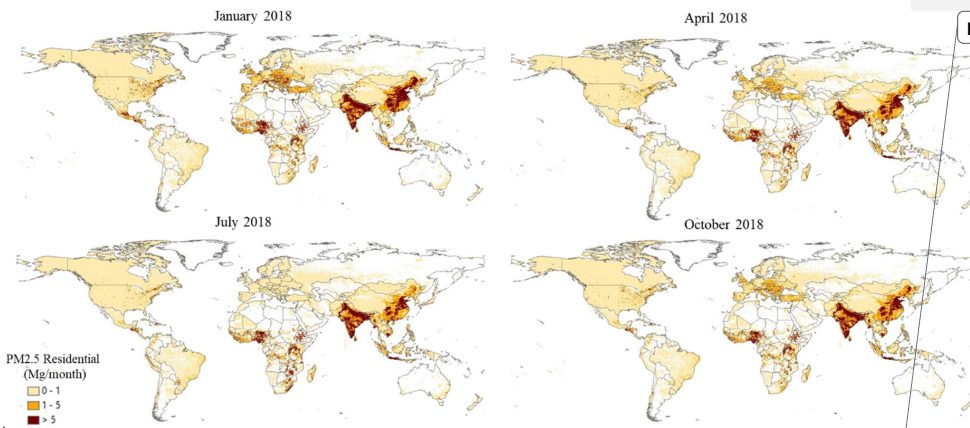 January 2018
April 2018
July 2018
October 2018
PM2.5 Residential
(Mg/month)
0 - 1
1 - 5
> 5